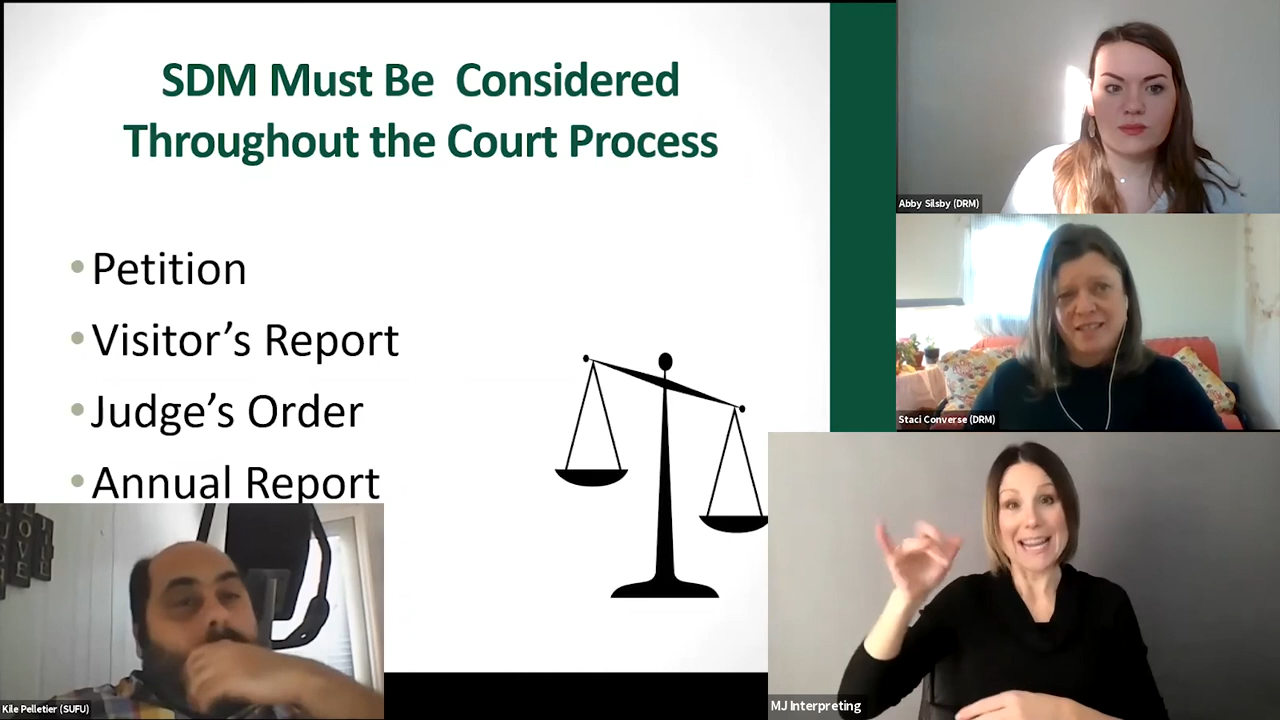 SDM Must Be Considered
Throughout the Court Process
• Petition
• Visitor’s Report
• Judge’s Order
• Annual Report
Abby Silsby (DRM)
Staci Converse (DRM)
MJ Interpreting
Kile Pelletier (SUFU)
OVE